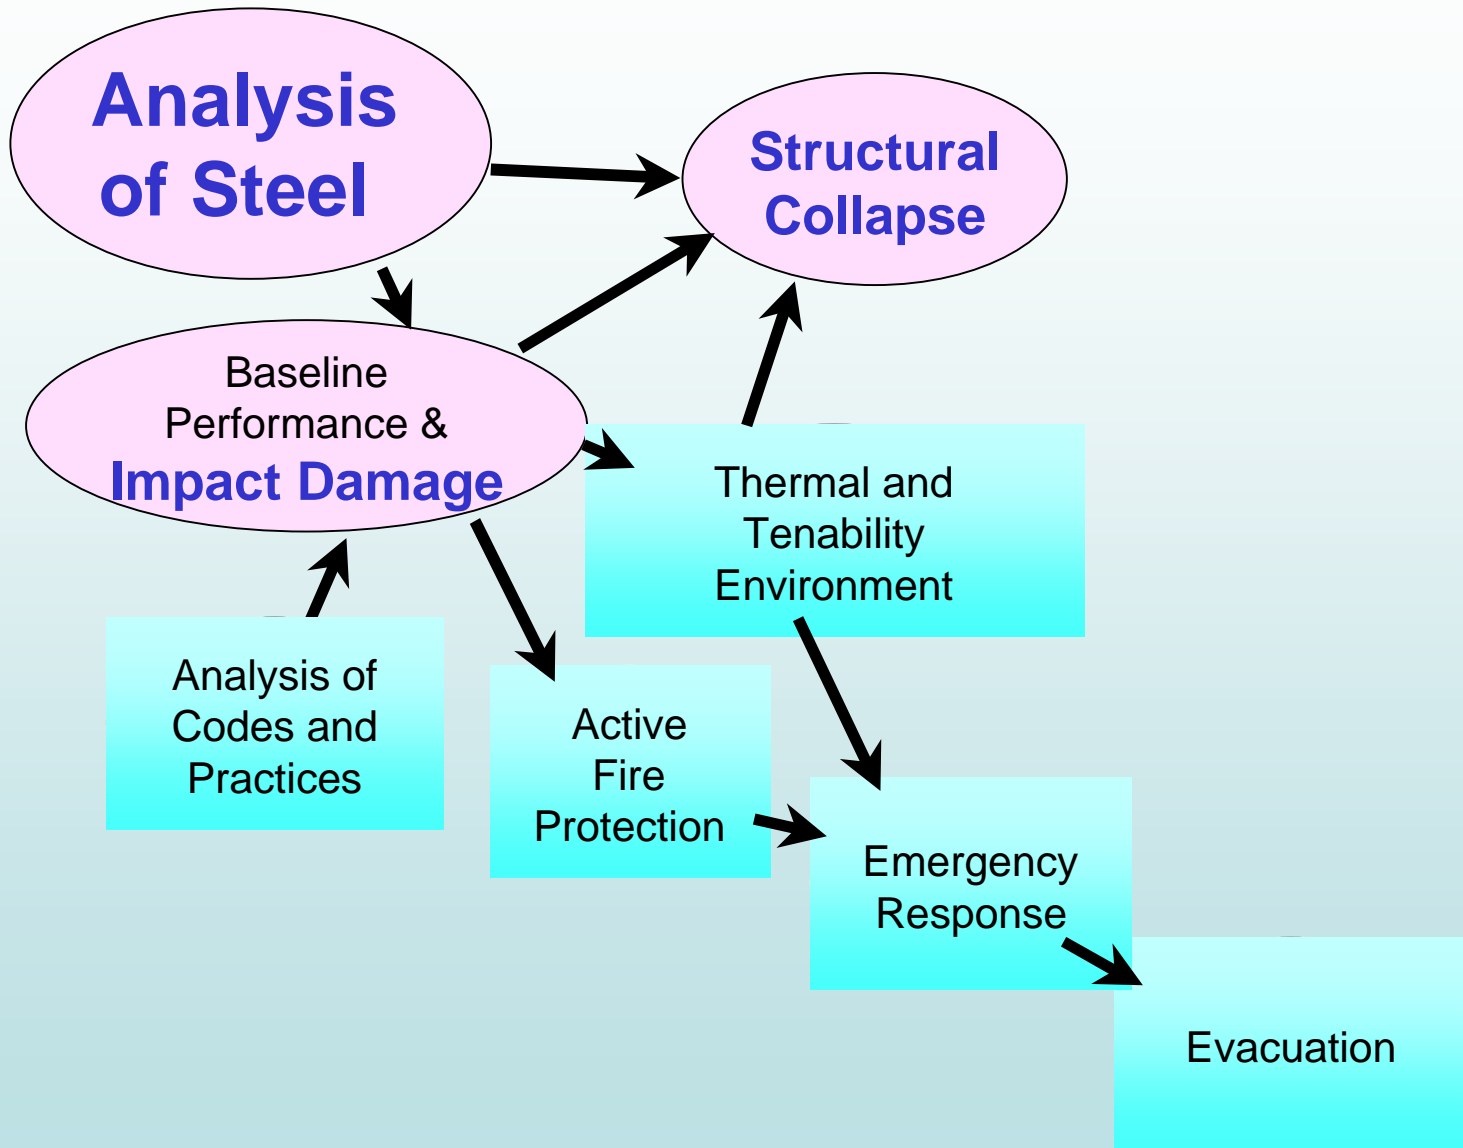 Analysis
of Steel
Structural
Collapse
Baseline
Performance &
Impact Damage
Thermal and
Tenability
Environment
Analysis of
Codes and
Practices
Active
Fire
Protection
Emergency
Response
Evacuation